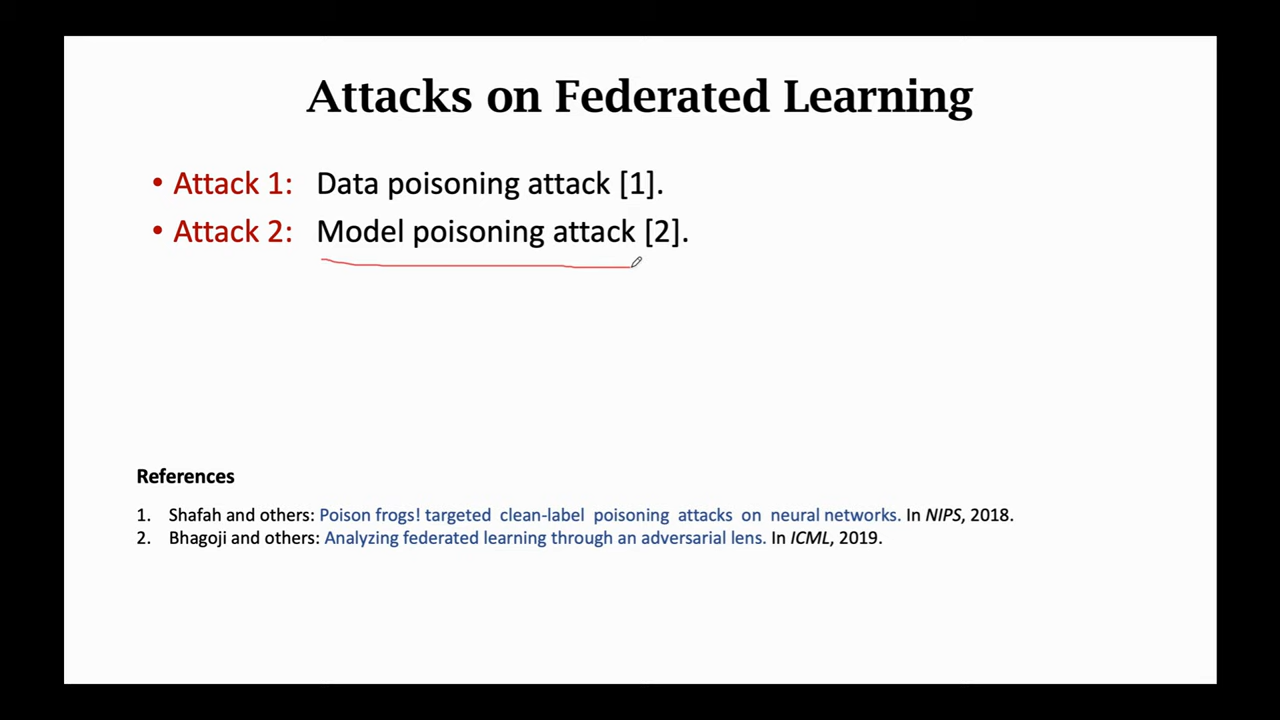 Attacks on Federated Learning
• Attack 1: Data poisoning attack [1].
• Attack 2: Model poisoning attack [2].
References
1. Shafah and others: Poison frogs! targeted clean-label poisoning attacks on neural networks. In NIPS, 2018.
2. Bhagoji and others: Analyzing federated learning through an adversarial lens. In ICML, 2019.